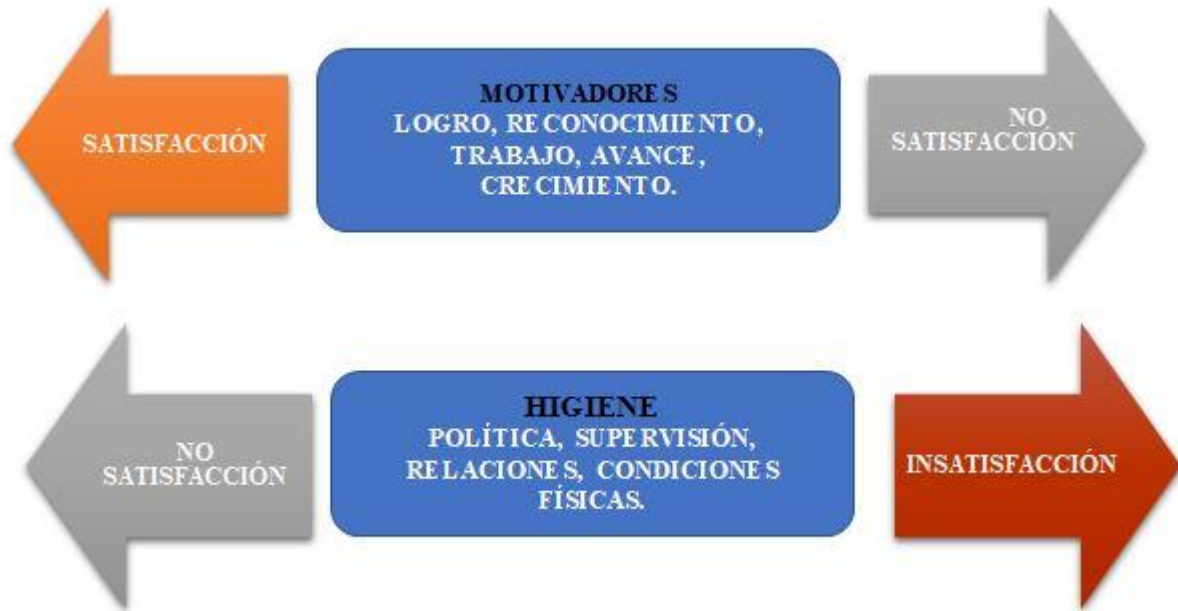 SATISFACCIÓN
MOTIVADORES
LOGRO, RECONOCIMIENTO,
TRABAJO, AVANCE,
CRECIMIENTO.
NO
SATISFACCIÓN
NO
SATISFACCIÓN
HIGIENE
POLÍTICA, SUPERVISIÓN,
RELACIONES, CONDICIONES
FÍSICAS.
INSATISFACCIÓN